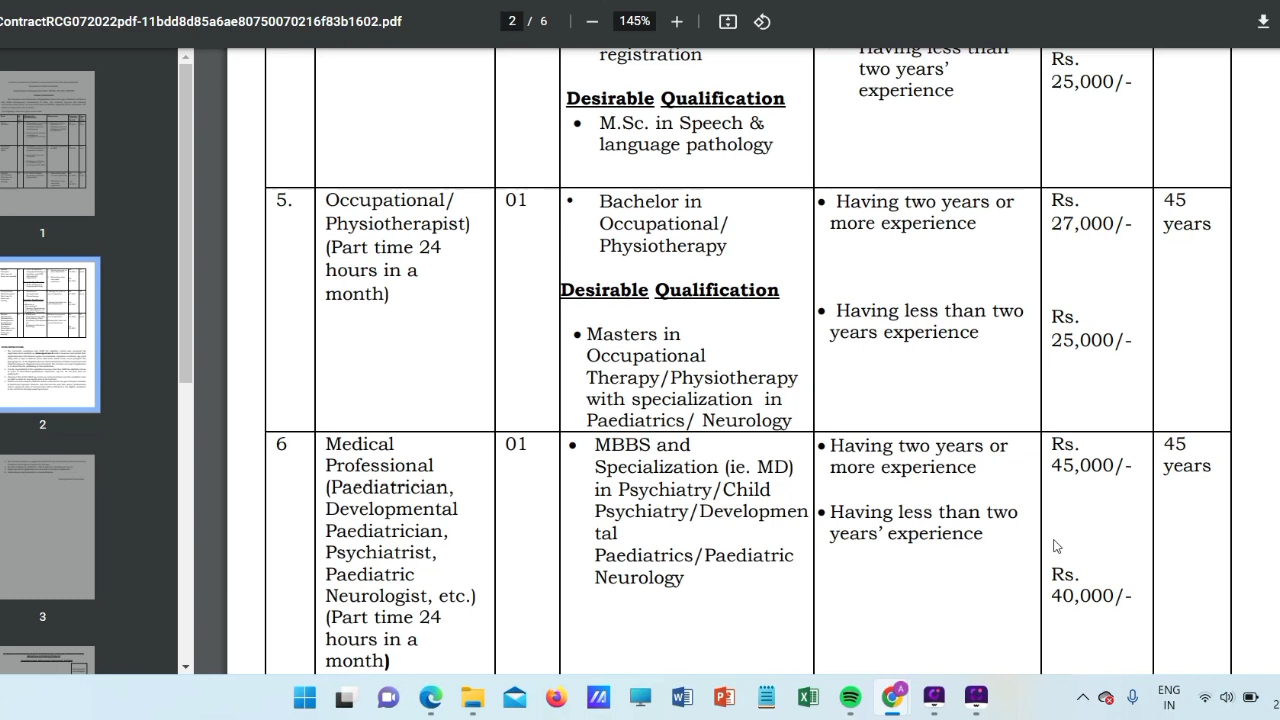 ContractRCG072022pdf-11bdd8d85a6ae80750070216f83b1602.pdf
2 / 6
145%
registration
Desirable Qualification
• M.Sc. in Speech &
language pathology
Having less than
two years’
experience
Rs.
25,000/-
5.
Occupational/
Physiotherapist)
(Part time 24
hours in a
month)
01
• Bachelor in
Occupational/
Physiotherapy
Desirable Qualification
• Masters in
Occupational
Therapy/Physiotherapy
with specialization in
Paediatrics/ Neurology
• Having two years or
more experience
• Having less than two
years experience
Rs.
27,000/-
Rs.
25,000/-
45
years
6
Medical
Professional
(Paediatrician,
Developmental
Paediatrician,
Psychiatrist,
Paediatric
Neurologist, etc.)
(Part time 24
hours in a
month)
01
• MBBS and
Specialization (ie. MD)
in Psychiatry/Child
Psychiatry/Developmen
tal
Paediatrics/Paediatric
Neurology
• Having two years or
more experience
• Having less than two
years’ experience
Rs.
45,000/-
Rs.
40,000/-
45
years
1
2
3
ENG
IN